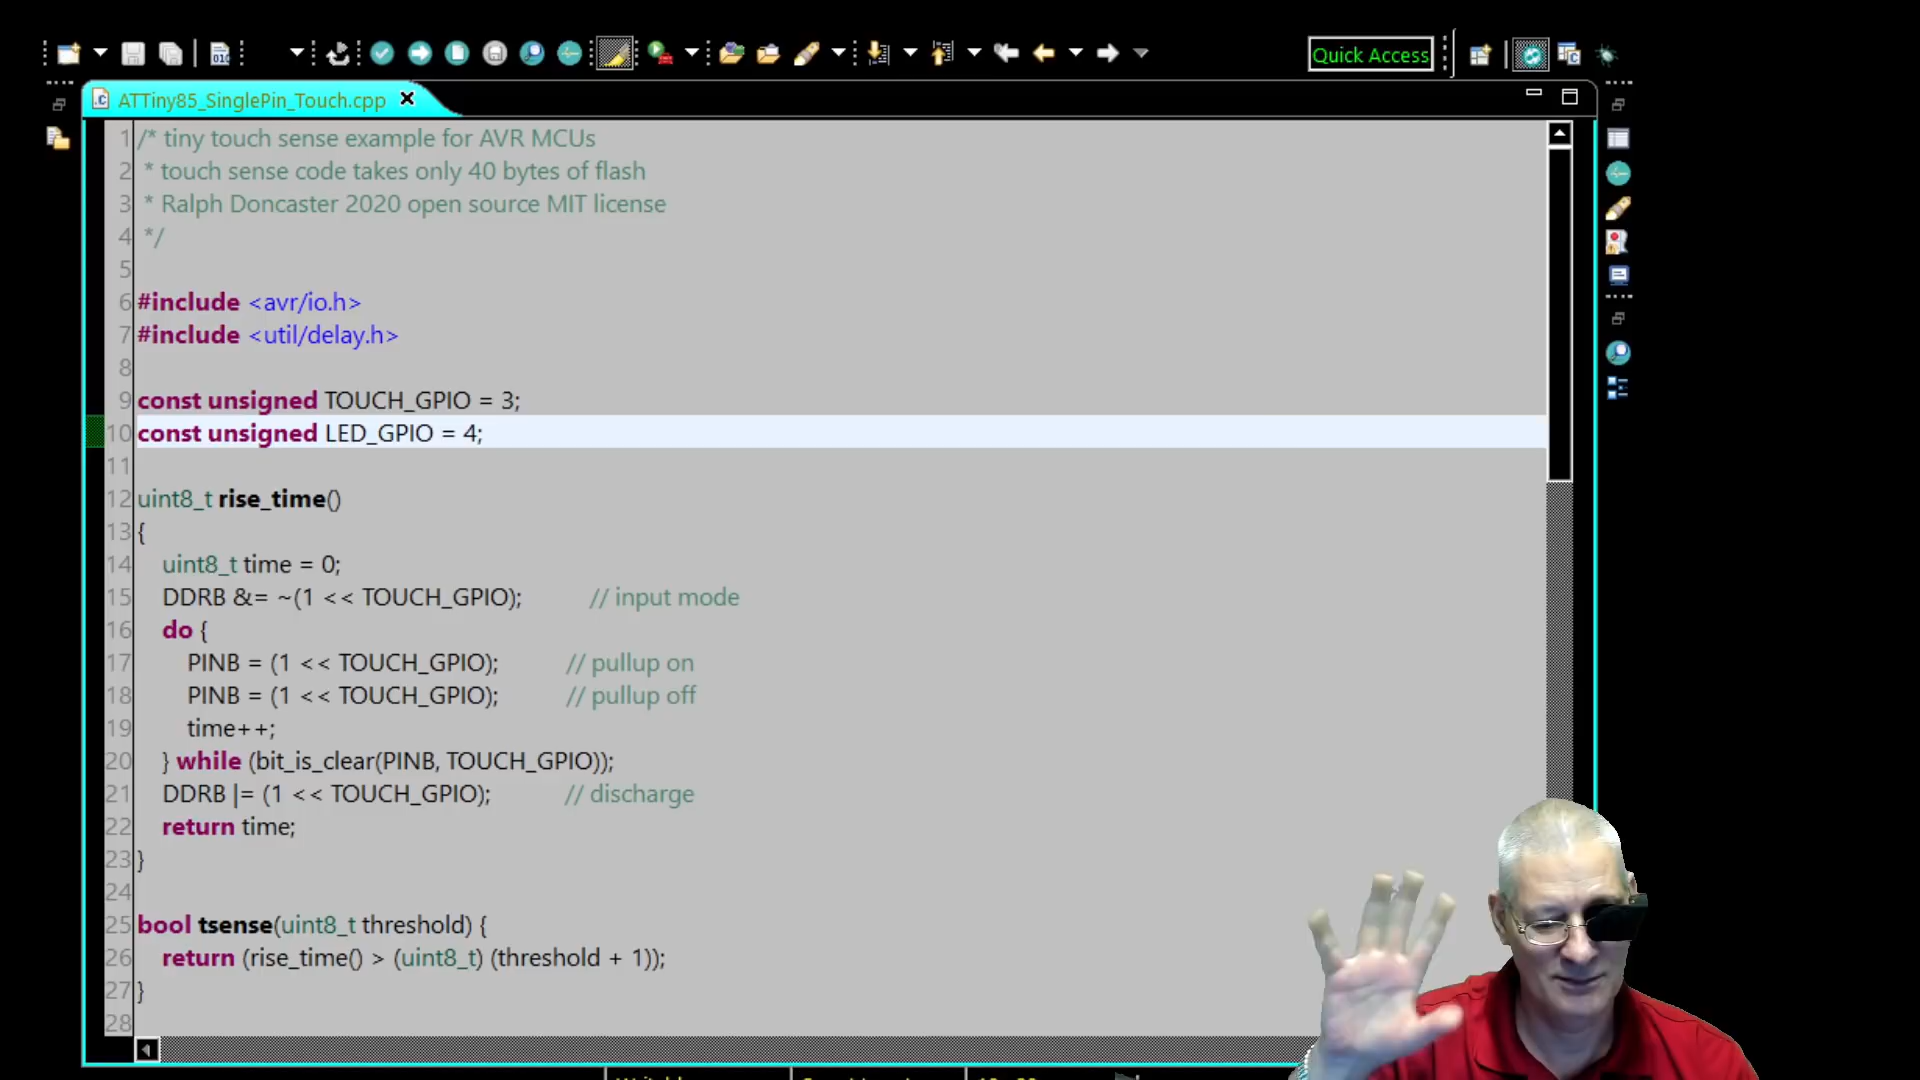 Quick Access
ATTiny85_SinglePin_Touch.cpp
1 /* tiny touch sense example for AVR MCUs
2 * touch sense code takes only 40 bytes of flash
3 * Ralph Doncaster 2020 open source MIT license
4 */
5
6 #include <avr/io.h>
7 #include <util/delay.h>
8
9 const unsigned TOUCH_GPIO = 3;
10 const unsigned LED_GPIO = 4;
11
12 uint8_t rise_time()
13 {
14 uint8_t time = 0;
15 DDRB &= ~(1 << TOUCH_GPIO); // input mode
16 do {
17 PINB = (1 << TOUCH_GPIO); // pullup on
18 PINB = (1 << TOUCH_GPIO); // pullup off
19 time++;
20 } while (bit_is_clear(PINB, TOUCH_GPIO));
21 DDRB |= (1 << TOUCH_GPIO); // discharge
22 return time;
23 }
24
25 bool tsense(uint8_t threshold) {
26 return (rise_time() > (uint8_t) (threshold + 1));
27 }
28